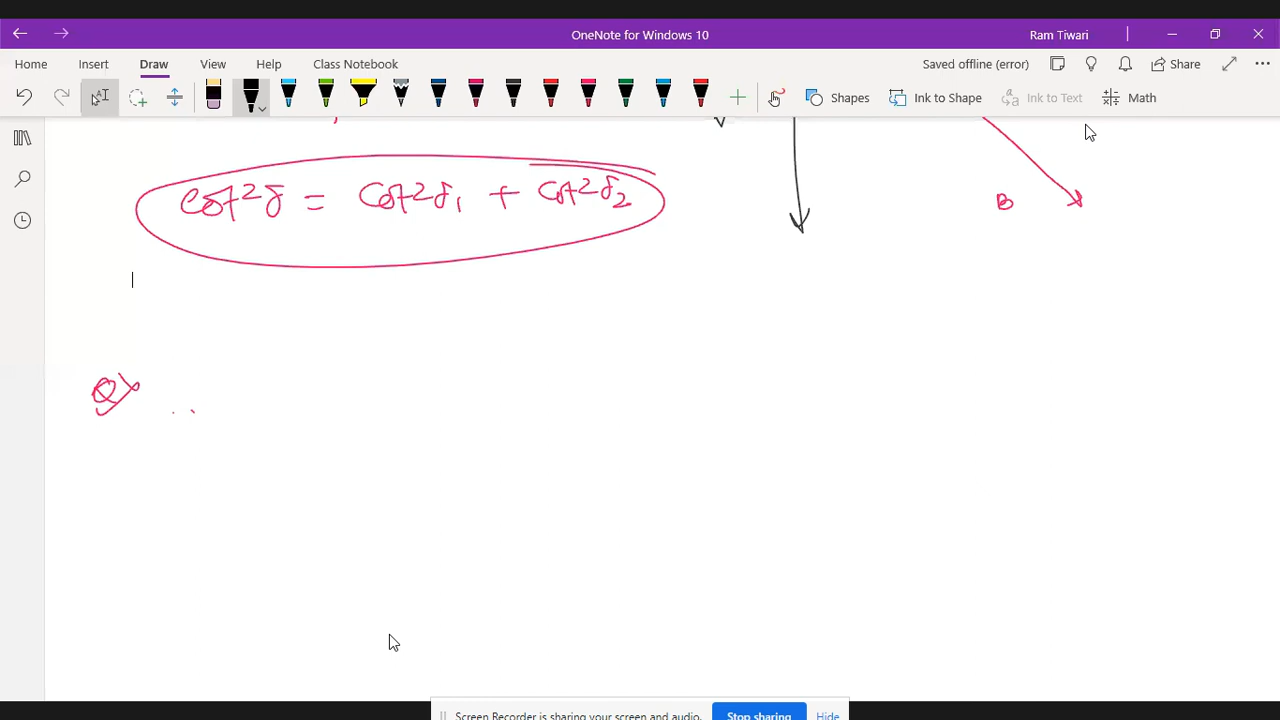 OneNote for Windows 10
Ram Tiwari
Home Insert Draw View Help Class Notebook
Saved offline (error)
Share
Shapes
Ink to Shape
Ink to Text
Math
Cot²δ = Cot²δ₁ + Cot²δ₂
B
Q
Screen Recorder is sharing your screen and audio.
Stop sharing
Hide